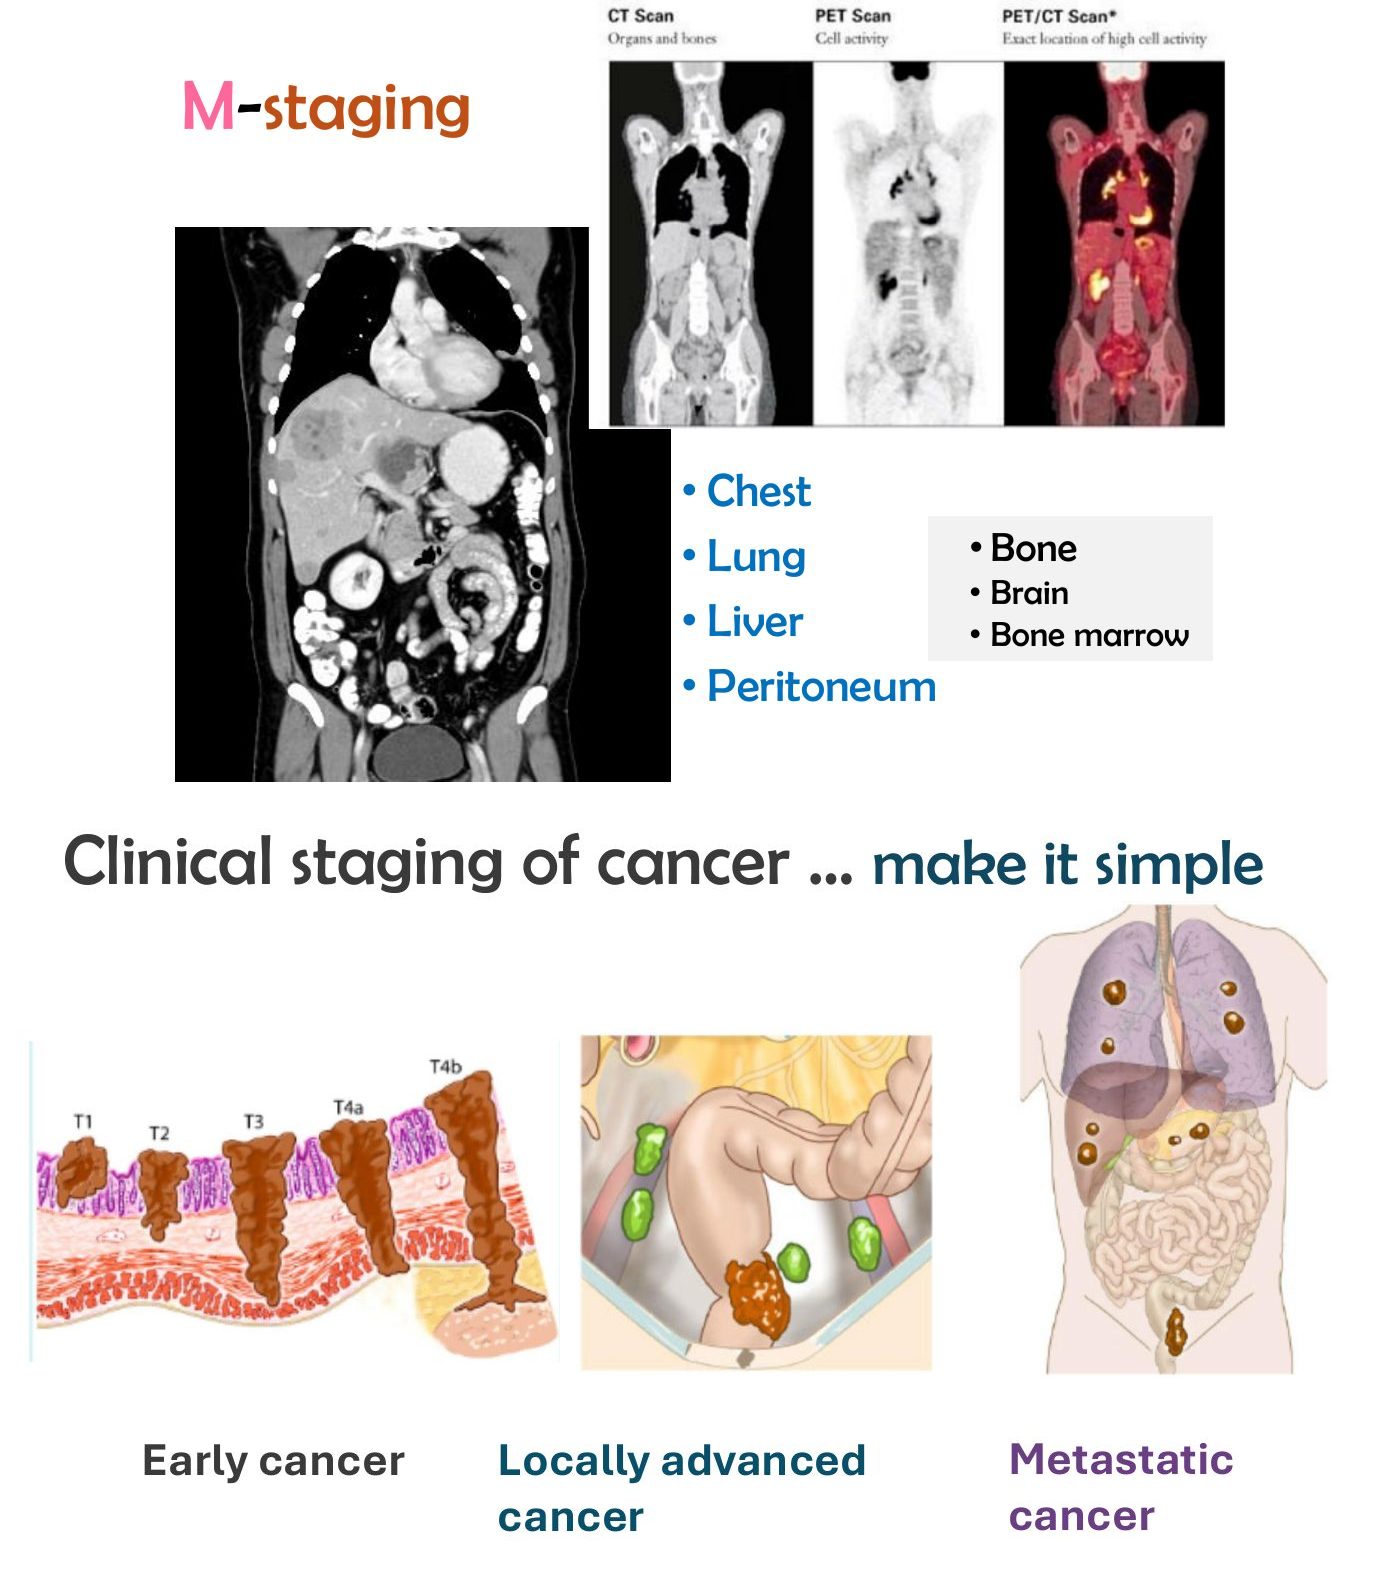 CT Scan
Organs and bones
PET Scan
Cell activity
PET/CT Scan*
Exact location of high cell activity
M-staging
• Chest
• Lung
• Liver
• Peritoneum
• Bone
• Brain
• Bone marrow
Clinical staging of cancer ... make it simple
T1
T2
T3
T4a
T4b
Early cancer
Locally advanced
cancer
Metastatic
cancer